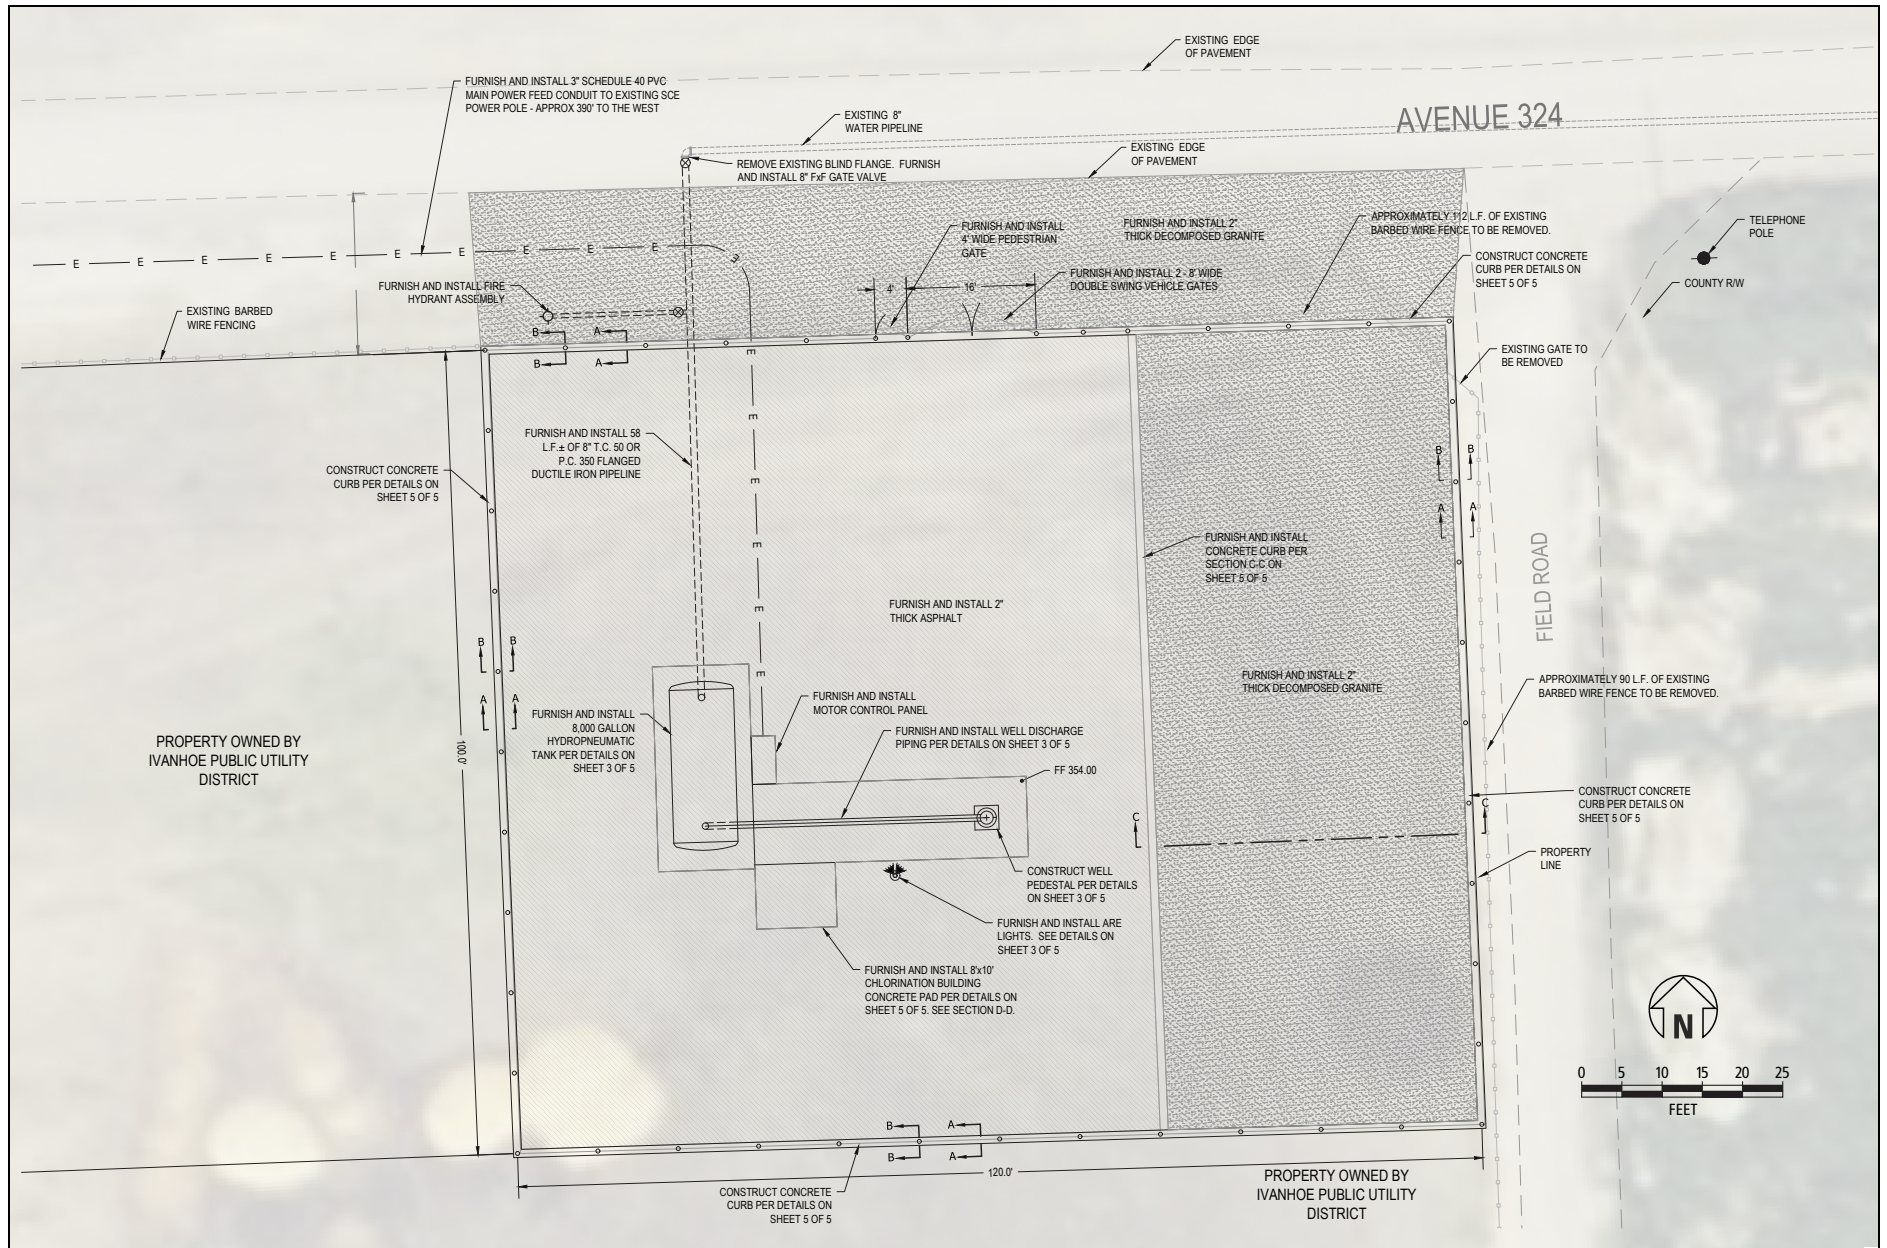 EXISTING EDGE
OF PAVEMENT
FURNISH AND INSTALL 3" SCHEDULE 40 PVC
MAIN POWER FEED CONDUIT TO EXISTING SCE
POWER POLE - APPROX 390' TO THE WEST
EXISTING 8"
WATER PIPELINE
AVENUE 324
EXISTING EDGE
OF PAVEMENT
REMOVE EXISTING BLIND FLANGE. FURNISH
AND INSTALL 8" FxF GATE VALVE
FURNISH AND INSTALL
4' WIDE PEDESTRIAN
GATE
FURNISH AND INSTALL 2"
THICK DECOMPOSED GRANITE
APPROXIMATELY 112 L.F. OF EXISTING
BARBED WIRE FENCE TO BE REMOVED.
TELEPHONE
POLE
E E E E E E E E E E E
E
FURNISH AND INSTALL FIRE
HYDRANT ASSEMBLY
4'
16'
FURNISH AND INSTALL 2 - 8' WIDE
DOUBLE SWING VEHICLE GATES
CONSTRUCT CONCRETE
CURB PER DETAILS ON
SHEET 5 OF 5
COUNTY R/W
EXISTING BARBED
WIRE FENCING
B A
B A
E
E
E
E
E
E
EXISTING GATE TO
BE REMOVED
FURNISH AND INSTALL 58
L.F.± OF 8" T.C. 50 OR
P.C. 350 FLANGED
DUCTILE IRON PIPELINE
CONSTRUCT CONCRETE
CURB PER DETAILS ON
SHEET 5 OF 5
B B
A A
FURNISH AND INSTALL
CONCRETE CURB PER
SECTION C-C ON
SHEET 5 OF 5
FIELD ROAD
FURNISH AND INSTALL 2"
THICK ASPHALT
B B
A A
FURNISH AND INSTALL 2"
THICK DECOMPOSED GRANITE
APPROXIMATELY 90 L.F. OF EXISTING
BARBED WIRE FENCE TO BE REMOVED.
FURNISH AND INSTALL
MOTOR CONTROL PANEL
FURNISH AND INSTALL
8,000 GALLON
HYDROPNEUMATIC
TANK PER DETAILS ON
SHEET 3 OF 5
FURNISH AND INSTALL WELL DISCHARGE
PIPING PER DETAILS ON SHEET 3 OF 5
PROPERTY OWNED BY
IVANHOE PUBLIC UTILITY
DISTRICT
100.0'
FF 354.00
CONSTRUCT CONCRETE
CURB PER DETAILS ON
SHEET 5 OF 5
C C
PROPERTY
LINE
CONSTRUCT WELL
PEDESTAL PER DETAILS
ON SHEET 3 OF 5
FURNISH AND INSTALL ARE
LIGHTS. SEE DETAILS ON
SHEET 3 OF 5
FURNISH AND INSTALL 8'x10'
CHLORINATION BUILDING
CONCRETE PAD PER DETAILS ON
SHEET 5 OF 5. SEE SECTION D-D.
N
0 5 10 15 20 25
FEET
B A
B A
120.0'
CONSTRUCT CONCRETE
CURB PER DETAILS ON
SHEET 5 OF 5
PROPERTY OWNED BY
IVANHOE PUBLIC UTILITY
DISTRICT